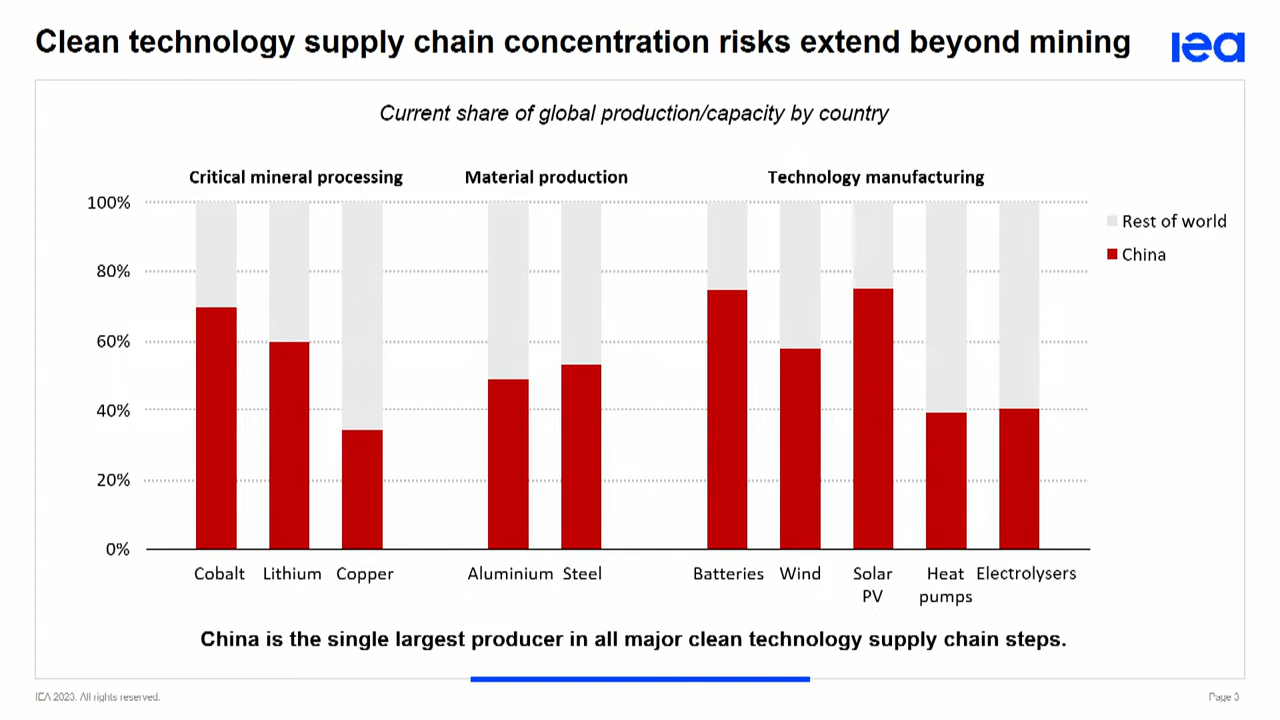 Clean technology supply chain concentration risks extend beyond mining
iea
Current share of global production/capacity by country
Critical mineral processing
Material production
Technology manufacturing
100%
80%
60%
40%
20%
0%
Rest of world
China
Cobalt
Lithium
Copper
Aluminium
Steel
Batteries
Wind
Solar
PV
Heat
pumps
Electrolysers
China is the single largest producer in all major clean technology supply chain steps.
IEA 2023. All rights reserved.
Page 3